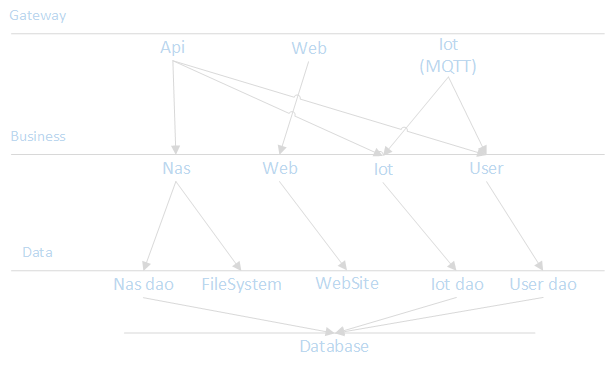 Gateway
Api
Web
Iot
(MQTT)
Business
Nas
Web
Iot
User
Data
Nas dao
FileSystem
WebSite
Iot dao
User dao
Database